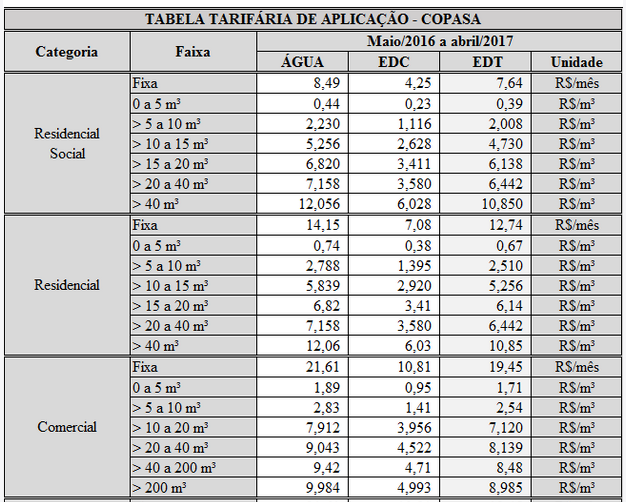 TABELA TARIFÁRIA DE APLICAÇÃO - COPASA
Categoria Faixa Maio/2016 a abril/2017
ÁGUA EDC EDT Unidade
Residencial Social
Fixa 8,49 4,25 7,64 R$/mês
0 a 5 m³ 0,44 0,23 0,39 R$/m³
> 5 a 10 m³ 2,230 1,116 2,008 R$/m³
> 10 a 15 m³ 5,256 2,628 4,730 R$/m³
> 15 a 20 m³ 6,820 3,411 6,138 R$/m³
> 20 a 40 m³ 7,158 3,580 6,442 R$/m³
> 40 m³ 12,056 6,028 10,850 R$/m³
Residencial
Fixa 14,15 7,08 12,74 R$/mês
0 a 5 m³ 0,74 0,38 0,67 R$/m³
> 5 a 10 m³ 2,788 1,395 2,510 R$/m³
> 10 a 15 m³ 5,839 2,920 5,256 R$/m³
> 15 a 20 m³ 6,82 3,41 6,14 R$/m³
> 20 a 40 m³ 7,158 3,580 6,442 R$/m³
> 40 m³ 12,06 6,03 10,85 R$/m³
Comercial
Fixa 21,61 10,81 19,45 R$/mês
0 a 5 m³ 1,89 0,95 1,71 R$/m³
> 5 a 10 m³ 2,83 1,41 2,54 R$/m³
> 10 a 20 m³ 7,912 3,956 7,120 R$/m³
> 20 a 40 m³ 9,043 4,522 8,139 R$/m³
> 40 a 200 m³ 9,42 4,71 8,48 R$/m³
> 200 m³ 9,984 4,993 8,985 R$/m³